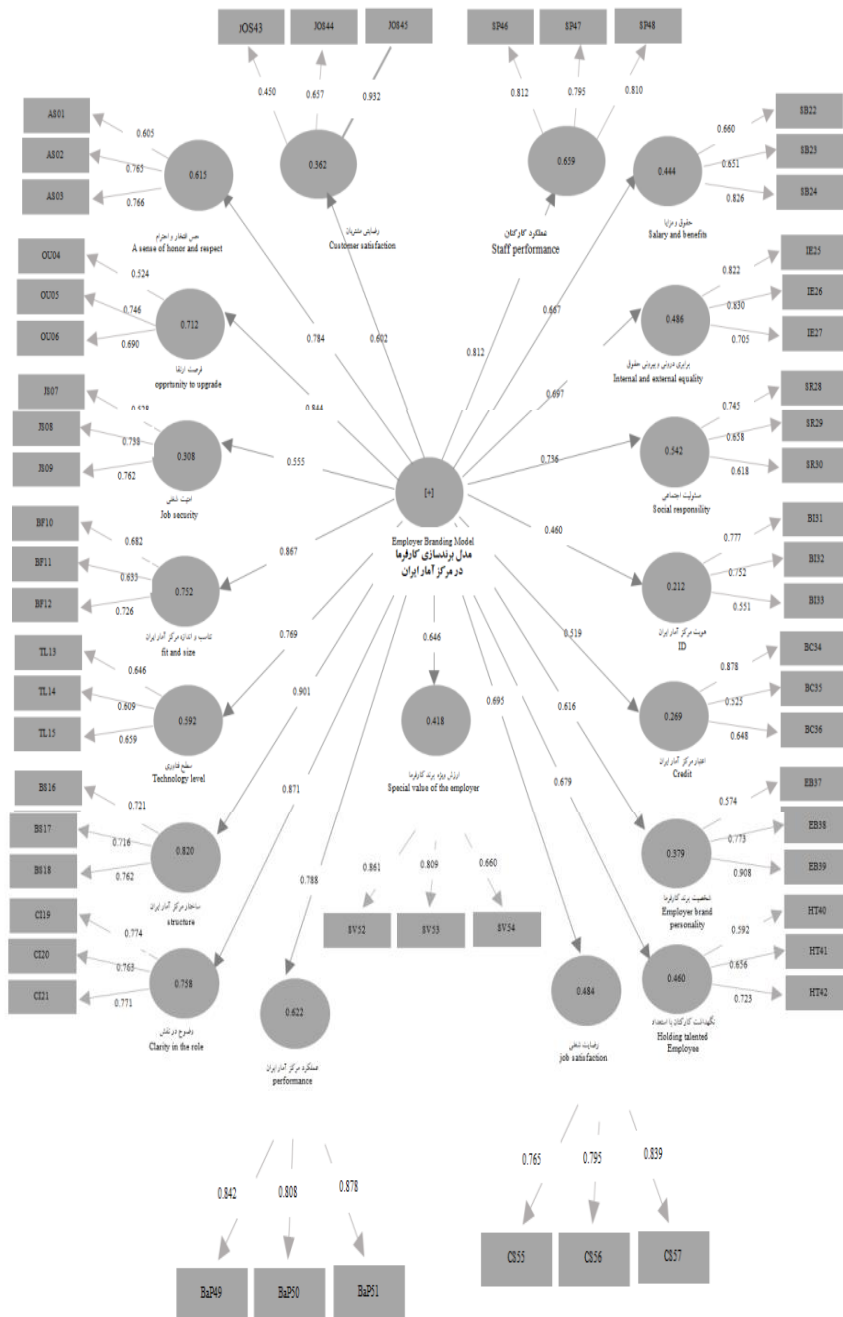 JOS43
JOS44
JOS45
SP46
SP47
SP48
0.450
0.657
0.932
0.812
0.795
0.810
AS01
AS02
AS03
0.605
0.765
0.766
0.615
حس افتخار و احترام
A sense of honor and respect
0.362
رضایتی مشتریان
Customer satisfaction
0.659
عملکرد کارکنان
Staff performance
0.444
حقوق و مزایا
Salary and benefits
0.660
0.651
0.826
SB22
SB23
SB24
OU04
OU05
OU06
0.524
0.746
0.690
0.712
فرصت ارتقا
opprtunity to upgrade
0.784
0.602
0.812
0.667
0.486
برابری درونی و بیرونی حقوق
Internal and external equality
0.822
0.830
0.705
IE25
IE26
IE27
JS07
JS08
JS09
0.738
0.762
0.308
امنیت شغلی
Job security
0.844
0.555
0.697
0.736
0.542
مسئولیت اجتماعی
Social responsility
0.745
0.658
0.618
SR28
SR29
SR30
[+]
Employer Branding Model
مدل برندسازی کارفرما
در مرکز آمار ایران
BF10
BF11
BF12
0.682
0.633
0.726
0.752
تناسب و اندازه مرکز آمار ایران
fit and size
0.867
0.460
0.212
هویت مرکز آمار ایران
ID
0.777
0.752
0.551
BI31
BI32
BI33
TL13
TL14
TL15
0.646
0.609
0.659
0.592
سطح فناوری
Technology level
0.769
0.646
0.519
0.269
اعتبار مرکز آمار ایران
Credit
0.878
0.525
0.648
BC34
BC35
BC36
0.418
ارزش ویژه برند کارفرما
Special value of the employer
0.861
0.809
0.660
SV52
SV53
SV54
BS16
BS17
BS18
0.721
0.716
0.762
0.820
ساختار مرکز آمار ایران
structure
0.901
0.695
0.616
0.379
شخصیت برند کارفرما
Employer brand
personality
0.574
0.773
0.908
EB37
EB38
EB39
CI19
CI20
CI21
0.774
0.763
0.771
0.758
وضوح در نقش
Clarity in the role
0.871
0.679
0.460
نگهداشت کارکنان با استعداد
Holding talented
Employee
0.592
0.656
0.723
HT40
HT41
HT42
0.788
0.622
عملکرد مرکز آمار ایران
performance
0.484
رضایت شغلی
job satisfaction
0.842
0.808
0.878
BaP49
BaP50
BaP51
0.765
0.795
0.839
CS55
CS56
CS57